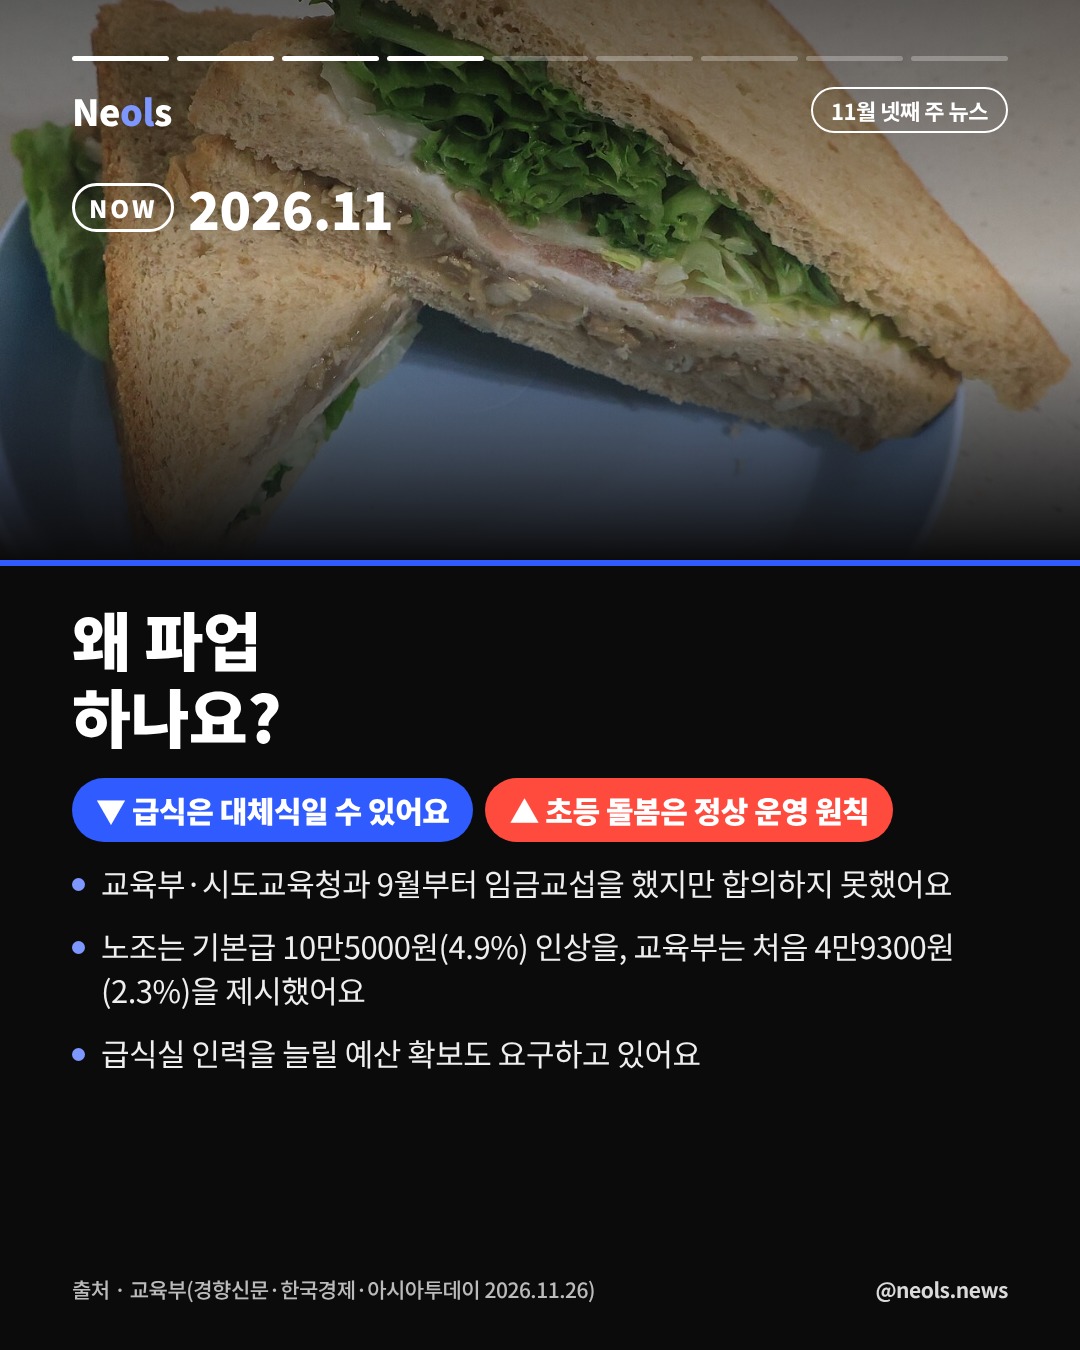 Neols
11월 넷째 주 뉴스
NOW 2026.11
왜 파업
하나요?
▼ 급식은 대체식일 수 있어요
▲ 초등 돌봄은 정상 운영 원칙
교육부·시도교육청과 9월부터 임금교섭을 했지만 합의하지 못했어요
노조는 기본급 10만5000원(4.9%) 인상을, 교육부는 처음 4만9300원
(2.3%)을 제시했어요
급식실 인력을 늘릴 예산 확보도 요구하고 있어요
출처 · 교육부(경향신문·한국경제·아시아투데이 2026.11.26)
@neols.news